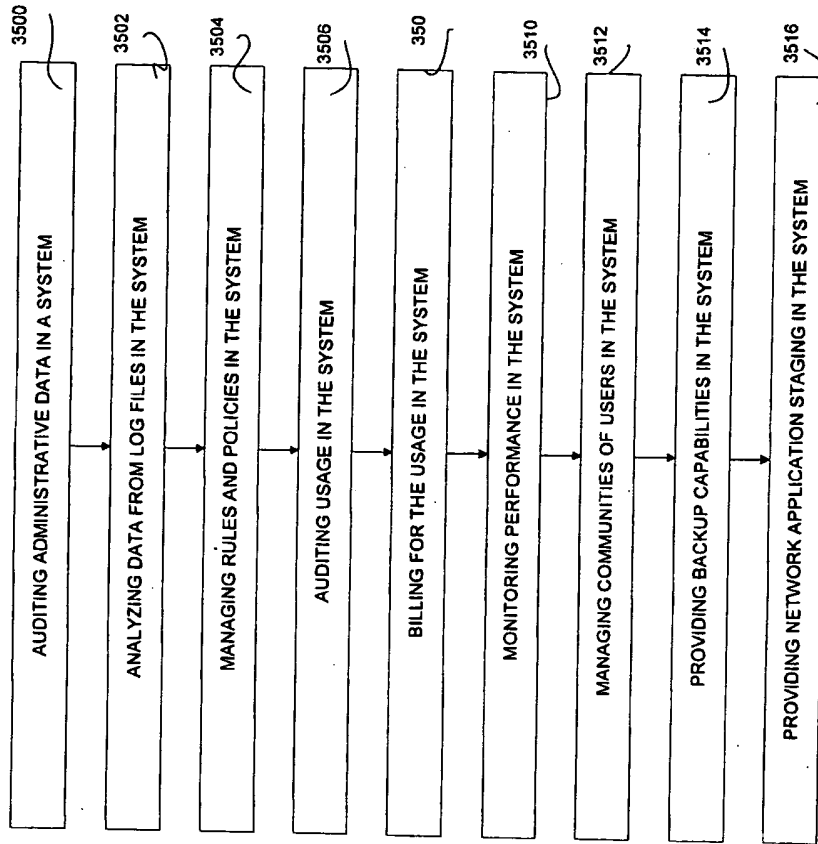 3500
AUDITING ADMINISTRATIVE DATA IN A SYSTEM
3502
ANALYZING DATA FROM LOG FILES IN THE SYSTEM
3504
MANAGING RULES AND POLICIES IN THE SYSTEM
3506
AUDITING USAGE IN THE SYSTEM
350
BILLING FOR THE USAGE IN THE SYSTEM
3510
MONITORING PERFORMANCE IN THE SYSTEM
3512
MANAGING COMMUNITIES OF USERS IN THE SYSTEM
3514
PROVIDING BACKUP CAPABILITIES IN THE SYSTEM
3516
PROVIDING NETWORK APPLICATION STAGING IN THE SYSTEM